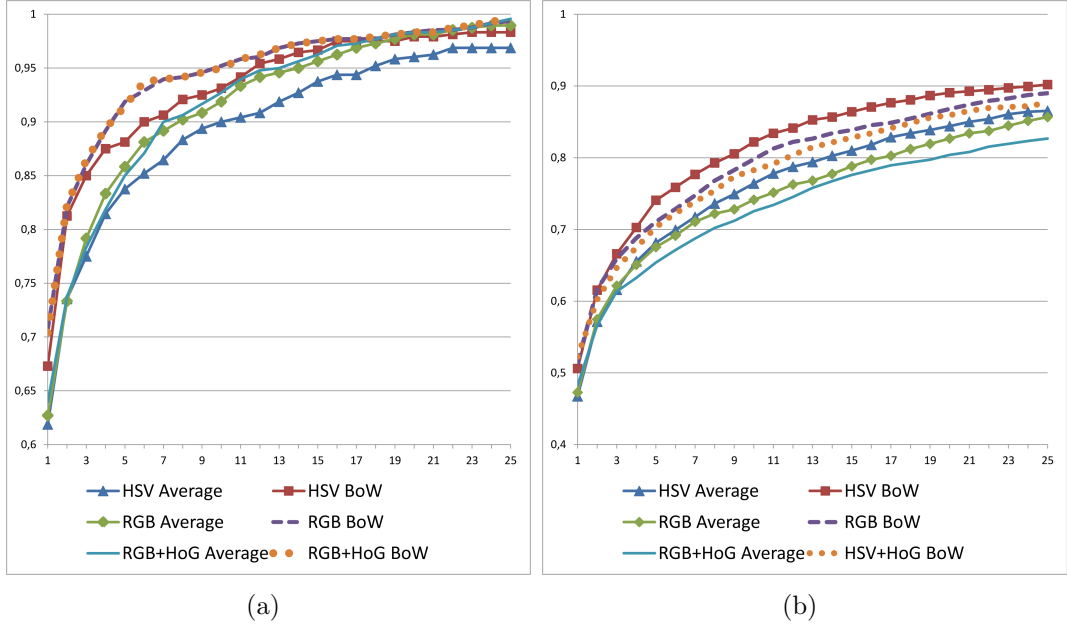 1
0,95
0,9
0,85
0,8
0,75
0,7
0,65
0,6
1 3 5 7 9 11 13 15 17 19 21 23 25
HSV Average HSV BoW
RGB Average RGB BoW
RGB+HoG Average RGB+HoG BoW
(a)
1
0,9
0,8
0,7
0,6
0,5
0,4
1 3 5 7 9 11 13 15 17 19 21 23 25
HSV Average HSV BoW
RGB Average RGB BoW
RGB+HoG Average HSV+HoG BoW
(b)